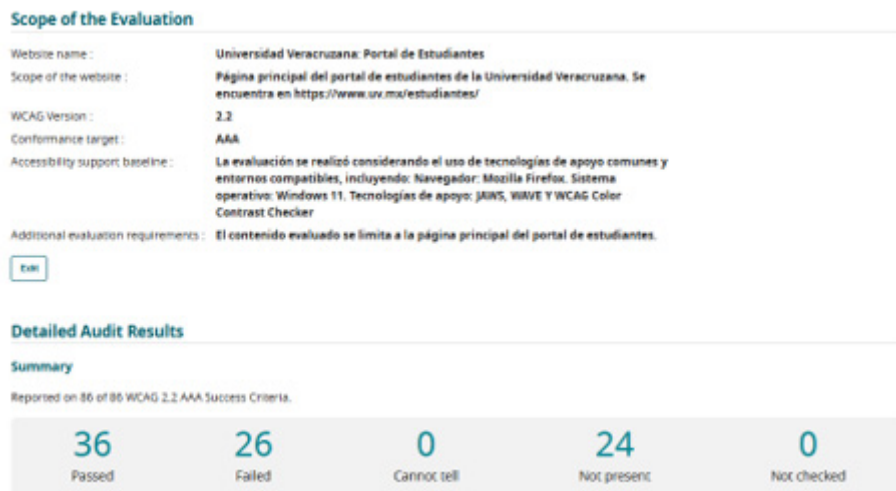 Scope of the Evaluation
Website name : Universidad Veracruzana: Portal de Estudiantes
Scope of the website : Página principal del portal de estudiantes de la Universidad Veracruzana. Se
encuentra en https://www.uv.mx/estudiantes/
WCAG Version : 2.2
Conformance target : AAA
Accessibility support baseline : La evaluación se realizó considerando el uso de tecnologías de apoyo comunes y
entornos compatibles, incluyendo: Navegador: Mozilla Firefox. Sistema
operativo: Windows 11. Tecnologías de apoyo: JAWS, WAVE Y WCAG Color
Contrast Checker
Additional evaluation requirements : El contenido evaluado se limita a la página principal del portal de estudiantes.
Edit
Detailed Audit Results
Summary
Reported on 86 of 86 WCAG 2.2 AAA Success Criteria.
36 26 0 24 0
Passed Failed Cannot tell Not present Not checked